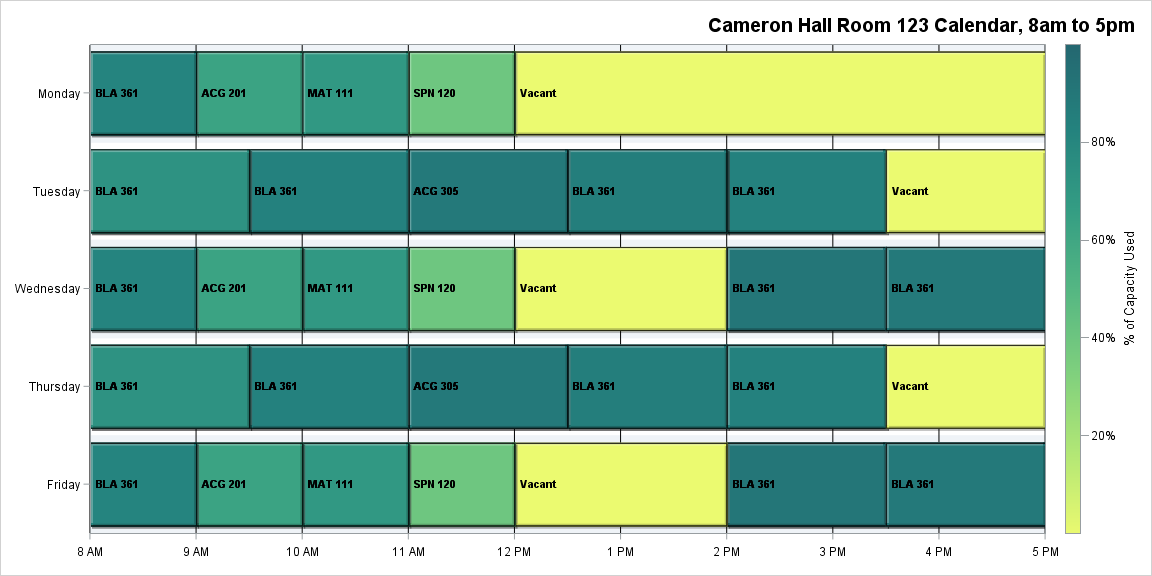 Cameron Hall Room 123 Calendar, 8am to 5pm
Monday BLA 361 ACG 201 MAT 111 SPN 120 Vacant
80%
Tuesday BLA 361 BLA 361 ACG 305 BLA 361 BLA 361 Vacant
60%
% of Capacity Used
Wednesday BLA 361 ACG 201 MAT 111 SPN 120 Vacant BLA 361 BLA 361
40%
Thursday BLA 361 BLA 361 ACG 305 BLA 361 BLA 361 Vacant
20%
Friday BLA 361 ACG 201 MAT 111 SPN 120 Vacant BLA 361 BLA 361
8 AM 9 AM 10 AM 11 AM 12 PM 1 PM 2 PM 3 PM 4 PM 5 PM